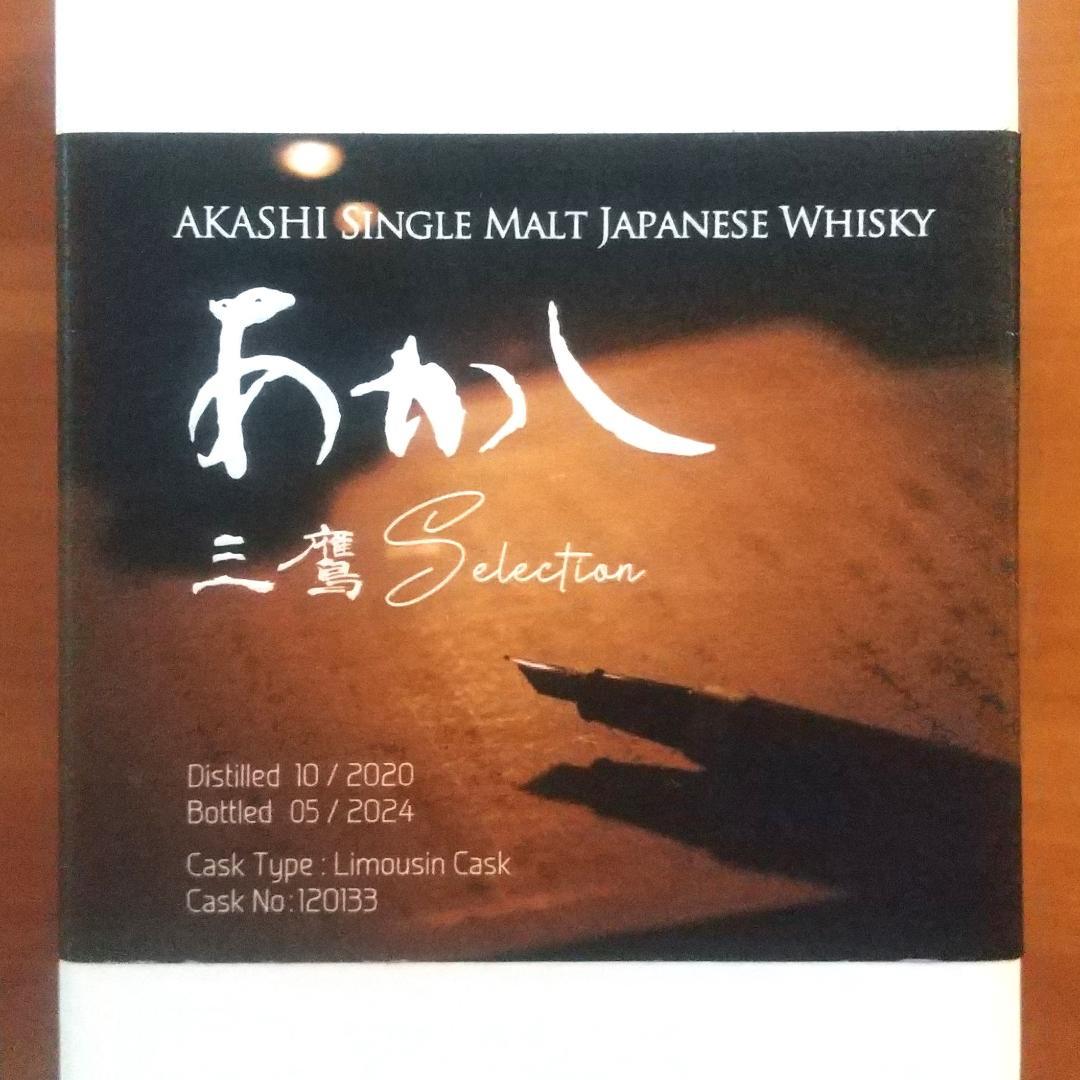 AKASHI SINGLE MALT JAPANESE WHISKY
あかし
三鷹 Selection
Distilled 10 / 2020
Bottled 05 / 2024
Cask Type : Limousin Cask
Cask No : 120133